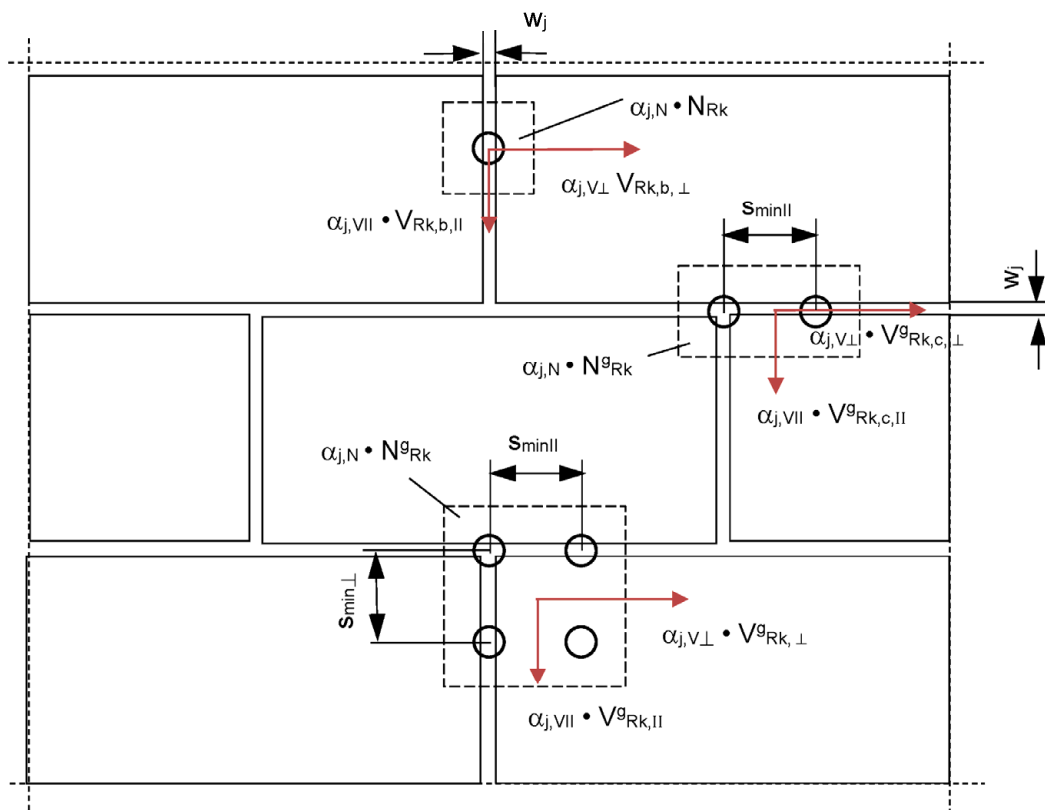 wj
αj,N • NRk
αj,V⊥ VRk,b,⊥
αj,VII • VRk,b,II
sminII
wj
αj,V⊥ • VgRk,c,⊥
αj,N • NgRk
αj,VII • VgRk,c,II
αj,N • NgRk
sminII
smin⊥
αj,V⊥ • VgRk,⊥
αj,VII • VgRk,II